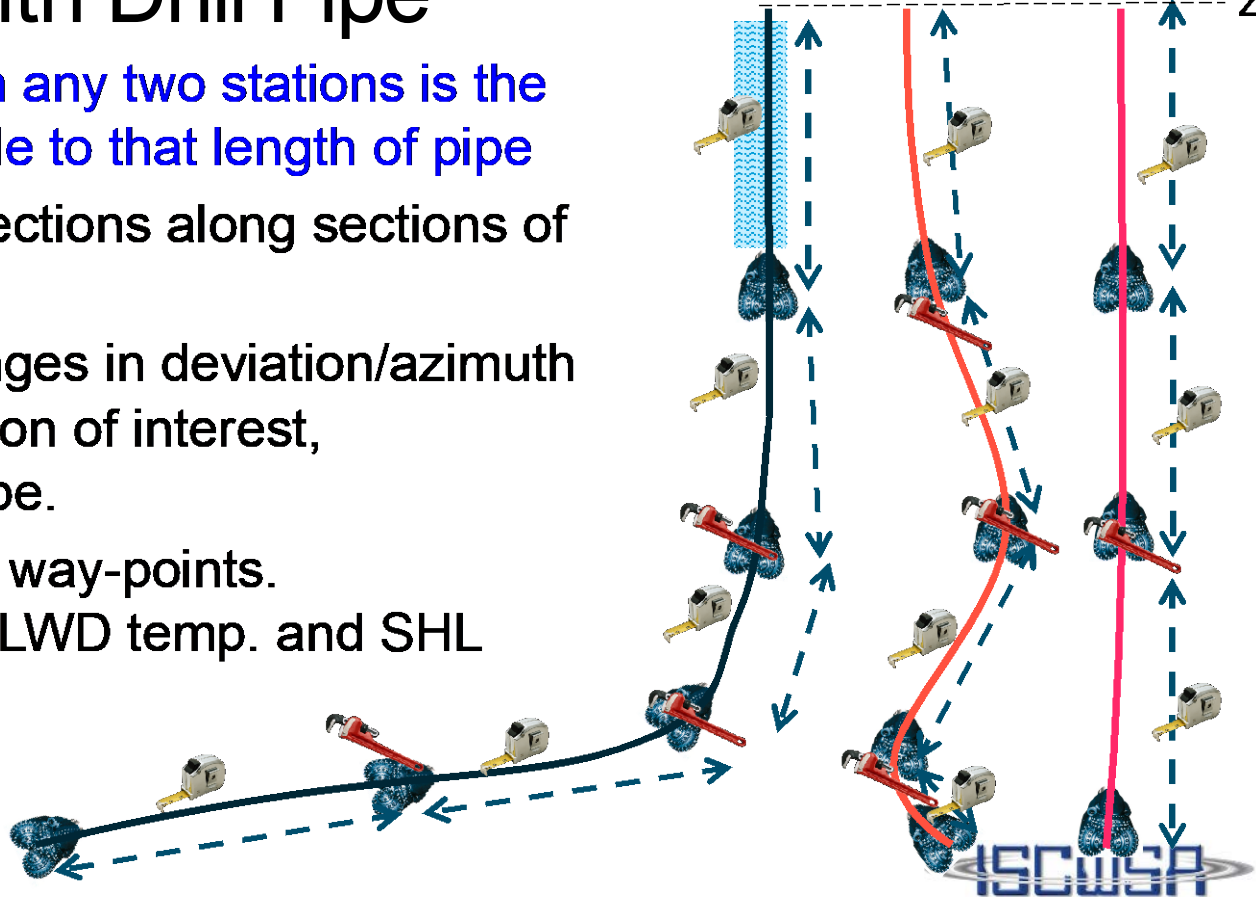 ith Drill Pipe
n any two stations is the
le to that length of pipe
ections along sections of
nges in deviation/azimuth
on of interest,
be.
way-points.
LWD temp. and SHL
ISCWSA